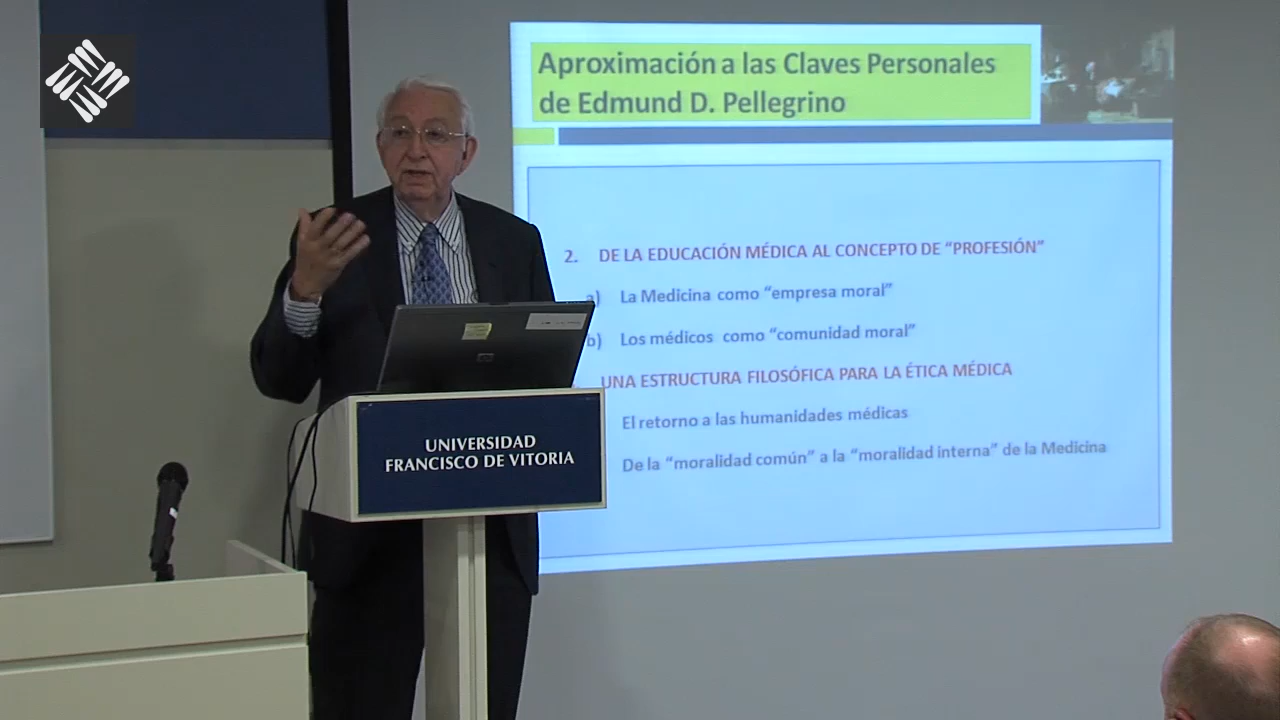 Aproximación a las Claves Personales
de Edmund D. Pellegrino
2. DE LA EDUCACIÓN MÉDICA AL CONCEPTO DE “PROFESIÓN”
a) La Medicina como “empresa moral”
b) Los médicos como “comunidad moral”
UNA ESTRUCTURA FILOSÓFICA PARA LA ÉTICA MÉDICA
El retorno a las humanidades médicas
De la “moralidad común” a la “moralidad interna” de la Medicina
UNIVERSIDAD
FRANCISCO DE VITORIA